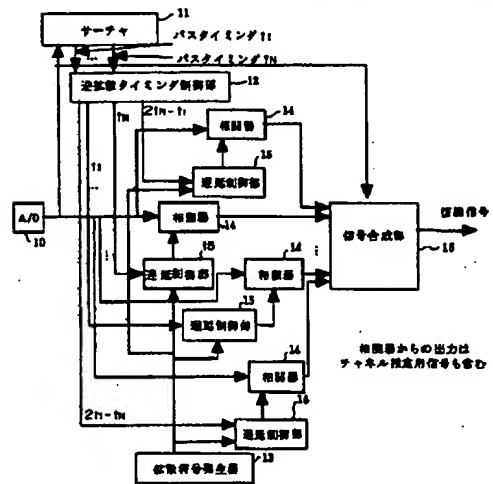 11
サーチャ
パスタイミング t1
パスタイミング tN
...
逆拡散タイミング制御部
12
tN
2tN-t1
t1
...
相関器
14
遅延制御部
15
A/D
10
相関器
14
信号合成部
16
復調信号
遅延制御部
15
相関器
14
遅延制御部
15
相関器
14
相関器からの出力は
チャネル推定用信号も含む
2t1-tN
遅延制御部
拡散符号発生器
13